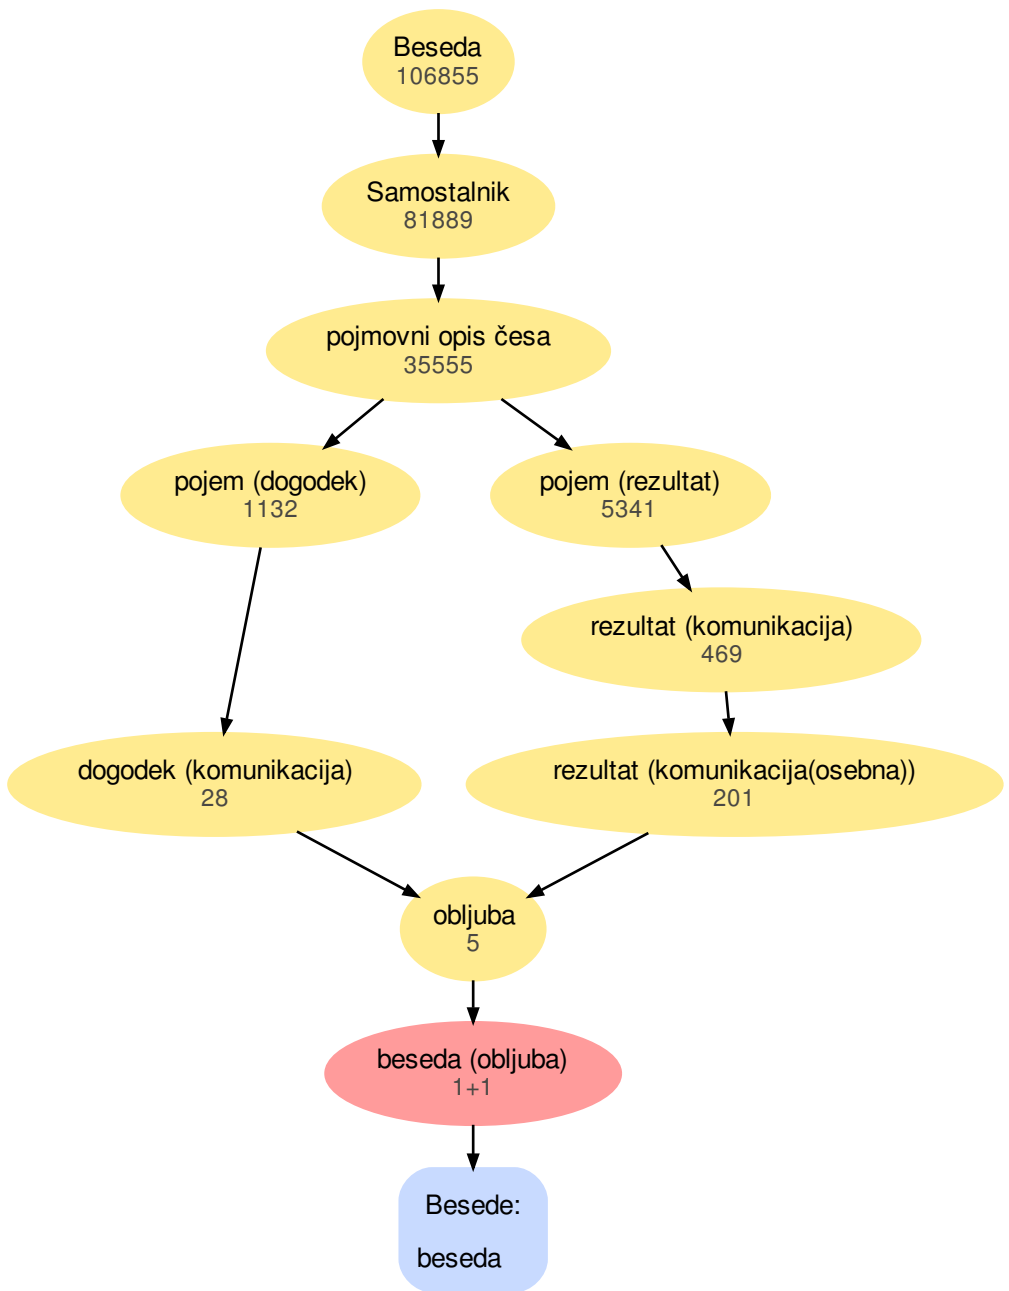 Beseda
106855
Samostalnik
81889
pojmovni opis česa
35555
pojem (dogodek)
1132
pojem (rezultat)
5341
rezultat (komunikacija)
469
dogodek (komunikacija)
28
rezultat (komunikacija(osebna))
201
obljuba
5
beseda (obljuba)
1+1
Besede:
beseda